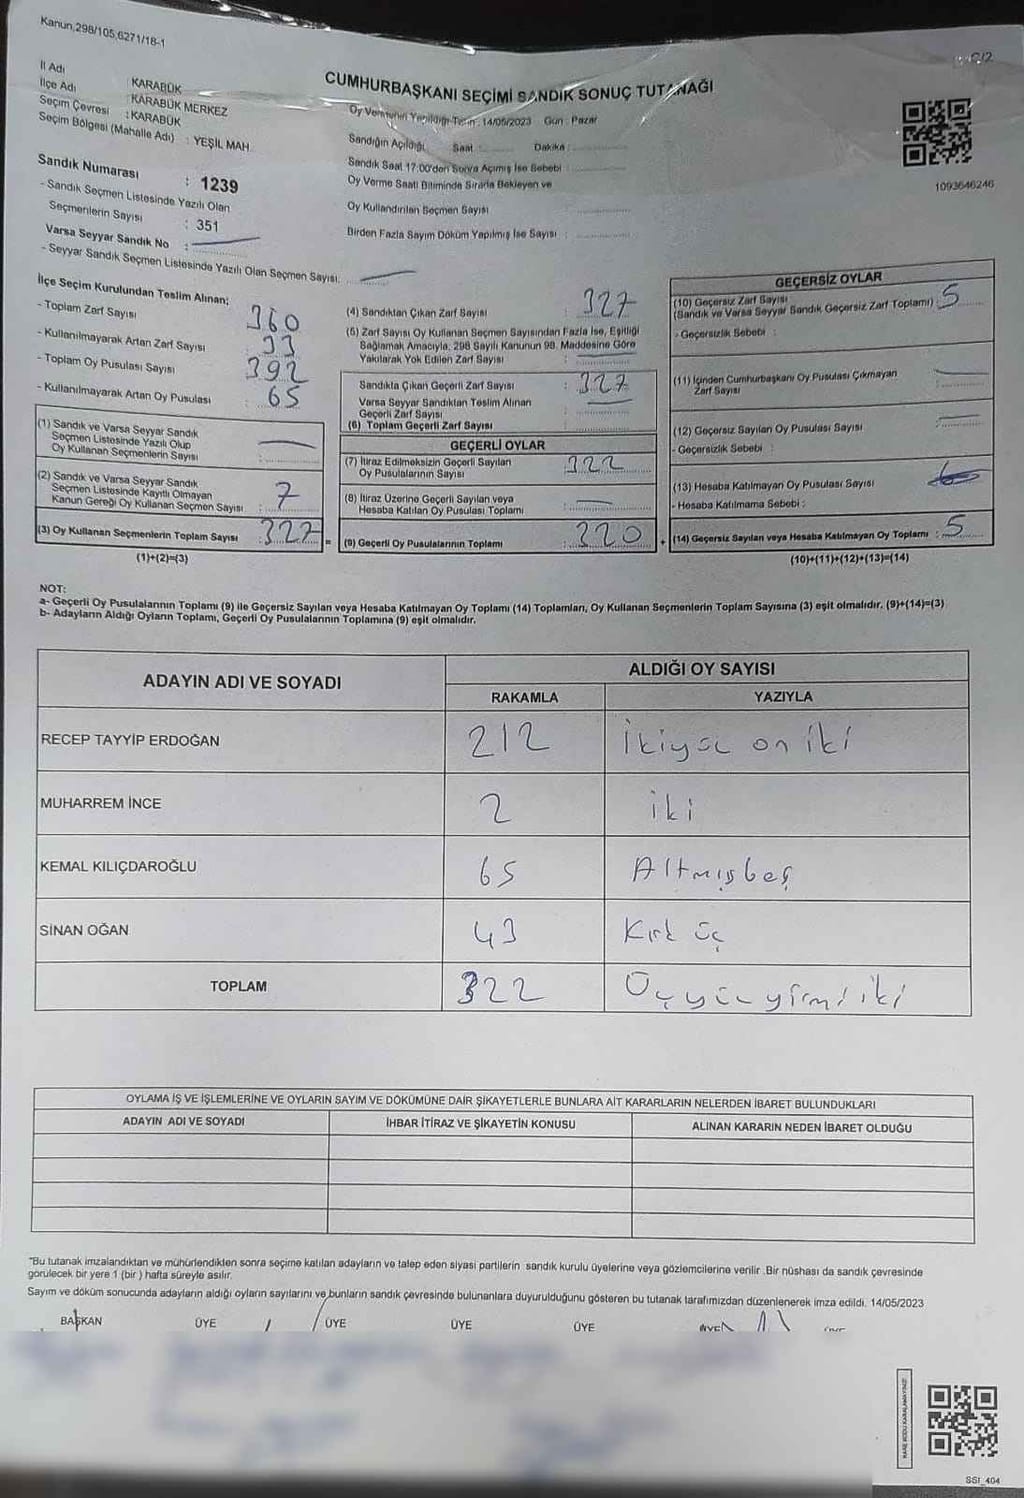 Kanun,298/105,6271/18-1
İl Adı : KARABÜK
İlçe Adı : KARABÜK MERKEZ
Seçim Çevresi : KARABÜK
Seçim Bölgesi (Mahalle Adı) : YEŞİL MAH.
Sandık Numarası : 1239
- Sandık Seçmen Listesinde Yazılı Olan
Seçmenlerin Sayısı : 351
Varsa Seyyar Sandık No :
- Seyyar Sandık Seçmen Listesinde Yazılı Olan Seçmen Sayısı:
CUMHURBAŞKANI SEÇİMİ SANDIK SONUÇ TUTANAĞI
Oy Vermenin Yapıldığı Tarih : 14/05/2023 Gün : Pazar
Sandığın Açıldığı Saat : Dakika :
Sandık Saat 17:00'den Sonra Açılmış İse Sebebi :
Oy Verme Saati Bitiminde Sırada Bekleyen ve
Oy Kullandırılan Seçmen Sayısı
Birden Fazla Sayım Döküm Yapılmış İse Sayısı :
1093646246
İlçe Seçim Kurulundan Teslim Alınan;
- Toplam Zarf Sayısı 360
- Kullanılmayarak Artan Zarf Sayısı 33
- Toplam Oy Pusulası Sayısı 392
- Kullanılmayarak Artan Oy Pusulası : 65
(1) Sandık ve Varsa Seyyar Sandık
Seçmen Listesinde Yazılı Olup
Oy Kullanan Seçmenlerin Sayısı :
(2) Sandık ve Varsa Seyyar Sandık
Seçmen Listesinde Kayıtlı Olmayan
Kanun Gereği Oy Kullanan Seçmen Sayısı : 7
(3) Oy Kullanan Seçmenlerin Toplam Sayısı : 327
(1)+(2)=(3)
(4) Sandıktan Çıkan Zarf Sayısı : 327
(5) Zarf Sayısı Oy Kullanan Seçmen Sayısından Fazla İse, Eşitliği
Sağlamak Amacıyla, 298 Sayılı Kanunun 98. Maddesine Göre
Yakılarak Yok Edilen Zarf Sayısı :
Sandıkta Çıkan Geçerli Zarf Sayısı : 327
Varsa Seyyar Sandıktan Teslim Alınan
Geçerli Zarf Sayısı :
(6) Toplam Geçerli Zarf Sayısı
GEÇERLİ OYLAR
(7) İtiraz Edilmeksizin Geçerli Sayılan
Oy Pusulalarının Sayısı : 322
(8) İtiraz Üzerine Geçerli Sayılan veya
Hesaba Katılan Oy Pusulası Toplamı :
= (9) Geçerli Oy Pusulalarının Toplamı : 320
GEÇERSİZ OYLAR
(10) Geçersiz Zarf Sayısı
(Sandık ve Varsa Seyyar Sandık Geçersiz Zarf Toplamı) : 5
- Geçersizlik Sebebi :
(11) İçinden Cumhurbaşkanı Oy Pusulası Çıkmayan
Zarf Sayısı :
(12) Geçersiz Sayılan Oy Pusulası Sayısı :
- Geçersizlik Sebebi :
(13) Hesaba Katılmayan Oy Pusulası Sayısı
- Hesaba Katılmama Sebebi :
+ (14) Geçersiz Sayılan veya Hesaba Katılmayan Oy Toplamı : 5
(10)+(11)+(12)+(13)=(14)
NOT:
a- Geçerli Oy Pusulalarının Toplamı (9) ile Geçersiz Sayılan veya Hesaba Katılmayan Oy Toplamı (14) Toplamları, Oy Kullanan Seçmenlerin Toplam Sayısına (3) eşit olmalıdır. (9)+(14)=(3)
b- Adayların Aldığı Oyların Toplamı, Geçerli Oy Pusulalarının Toplamına (9) eşit olmalıdır.
ADAYIN ADI VE SOYADI ALDIĞI OY SAYISI
RAKAMLA YAZIYLA
RECEP TAYYİP ERDOĞAN 212 İkiyüz on iki
MUHARREM İNCE 2 iki
KEMAL KILIÇDAROĞLU 65 Altmışbeş
SİNAN OĞAN 43 Kırk üç
TOPLAM 322 Üçyüzyirmi iki
OYLAMA İŞ VE İŞLEMLERİNE VE OYLARIN SAYIM VE DÖKÜMÜNE DAİR ŞİKAYETLERLE BUNLARA AİT KARARLARIN NELERDEN İBARET BULUNDUKLARI
ADAYIN ADI VE SOYADI İHBAR İTİRAZ VE ŞİKAYETİN KONUSU ALINAN KARARIN NEDEN İBARET OLDUĞU
"Bu tutanak imzalandıktan ve mühürlendikten sonra seçime katılan adayların ve talep eden siyasi partilerin sandık kurulu üyelerine veya gözlemcilerine verilir .Bir nüshası da sandık çevresinde
görülecek bir yere 1 (bir ) hafta süreyle asılır.
Sayım ve döküm sonucunda adayların aldığı oyların sayılarını ve bunların sandık çevresinde bulunanlara duyurulduğunu gösteren bu tutanak tarafımızdan düzenlenerek imza edildi. 14/05/2023
BAŞKAN ÜYE ÜYE ÜYE ÜYE
KARE KODU KARALAMAYINIZ!
SSI_404